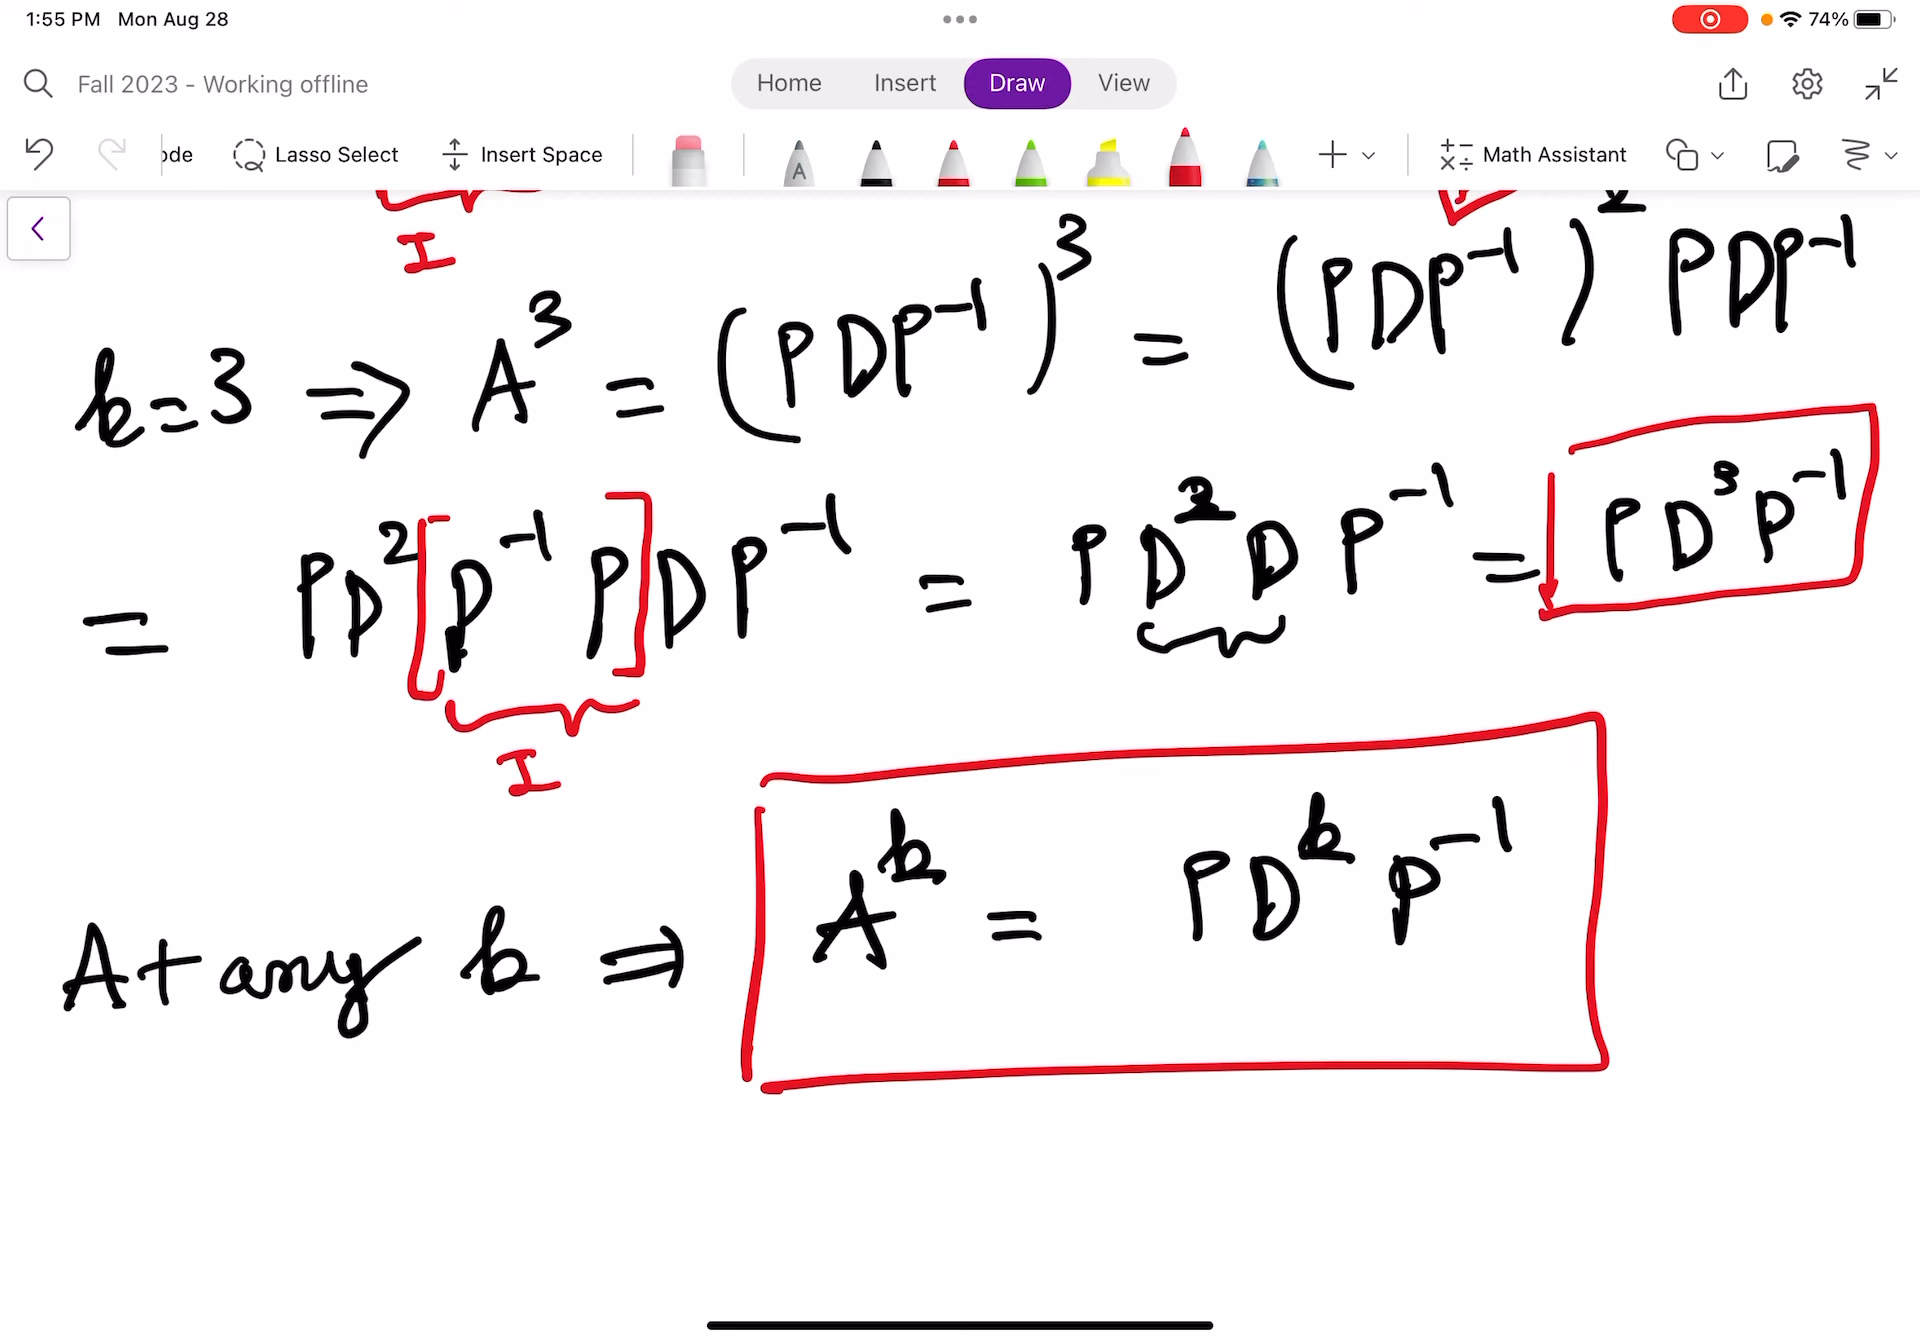 1:55 PM Mon Aug 28
74%
Fall 2023 - Working offline
Home Insert Draw View
ode Lasso Select Insert Space A Math Assistant
I
k=3 ⇒ A³ = (PDP⁻¹)³ = (PDP⁻¹)² PDP⁻¹
= PD²[P⁻¹ P]DP⁻¹ = PD²DP⁻¹ = PD³P⁻¹
I
At any k ⇒ Aᵏ = PDᵏP⁻¹